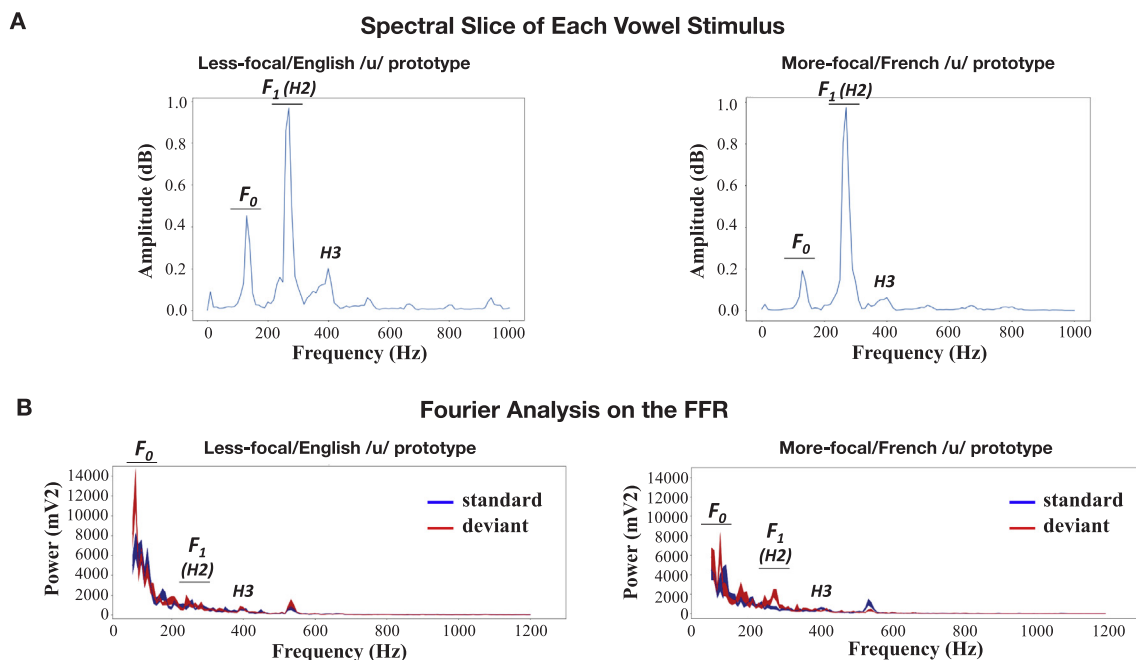 A
Spectral Slice of Each Vowel Stimulus
Less-focal/English /u/ prototype
More-focal/French /u/ prototype
F1 (H2)
F1 (H2)
1.0
0.8
0.6
0.4
0.2
0.0
Amplitude (dB)
F0
H3
0 200 400 600 800 1000
Frequency (Hz)
1.0
0.8
0.6
0.4
0.2
0.0
Amplitude (dB)
F0
H3
0 200 400 600 800 1000
Frequency (Hz)
B
Fourier Analysis on the FFR
Less-focal/English /u/ prototype
More-focal/French /u/ prototype
F0
14000
12000
10000
8000
6000
4000
2000
0
Power (mV2)
F1
(H2)
H3
standard
deviant
0 200 400 600 800 1000 1200
Frequency (Hz)
14000
12000
10000
8000
6000
4000
2000
0
Power (mV2)
F0
F1
(H2)
H3
standard
deviant
0 200 400 600 800 1000 1200
Frequency (Hz)